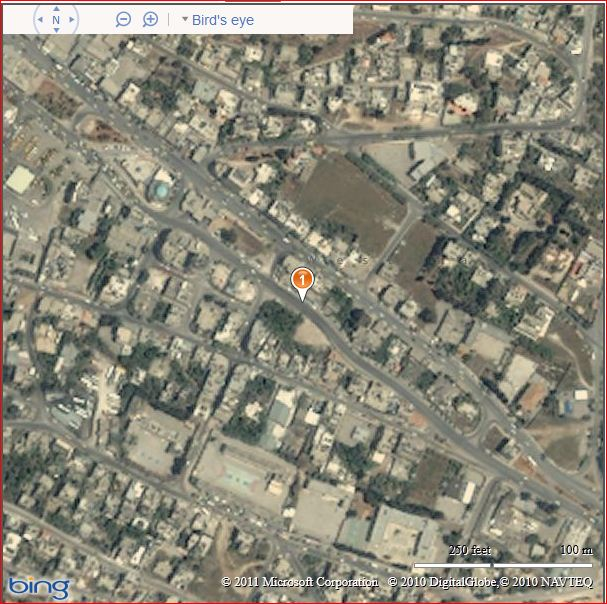 N
Bird's eye
1
250 feet
100 m
bing
© 2011 Microsoft Corporation © 2010 DigitalGlobe, © 2010 NAVTEQ